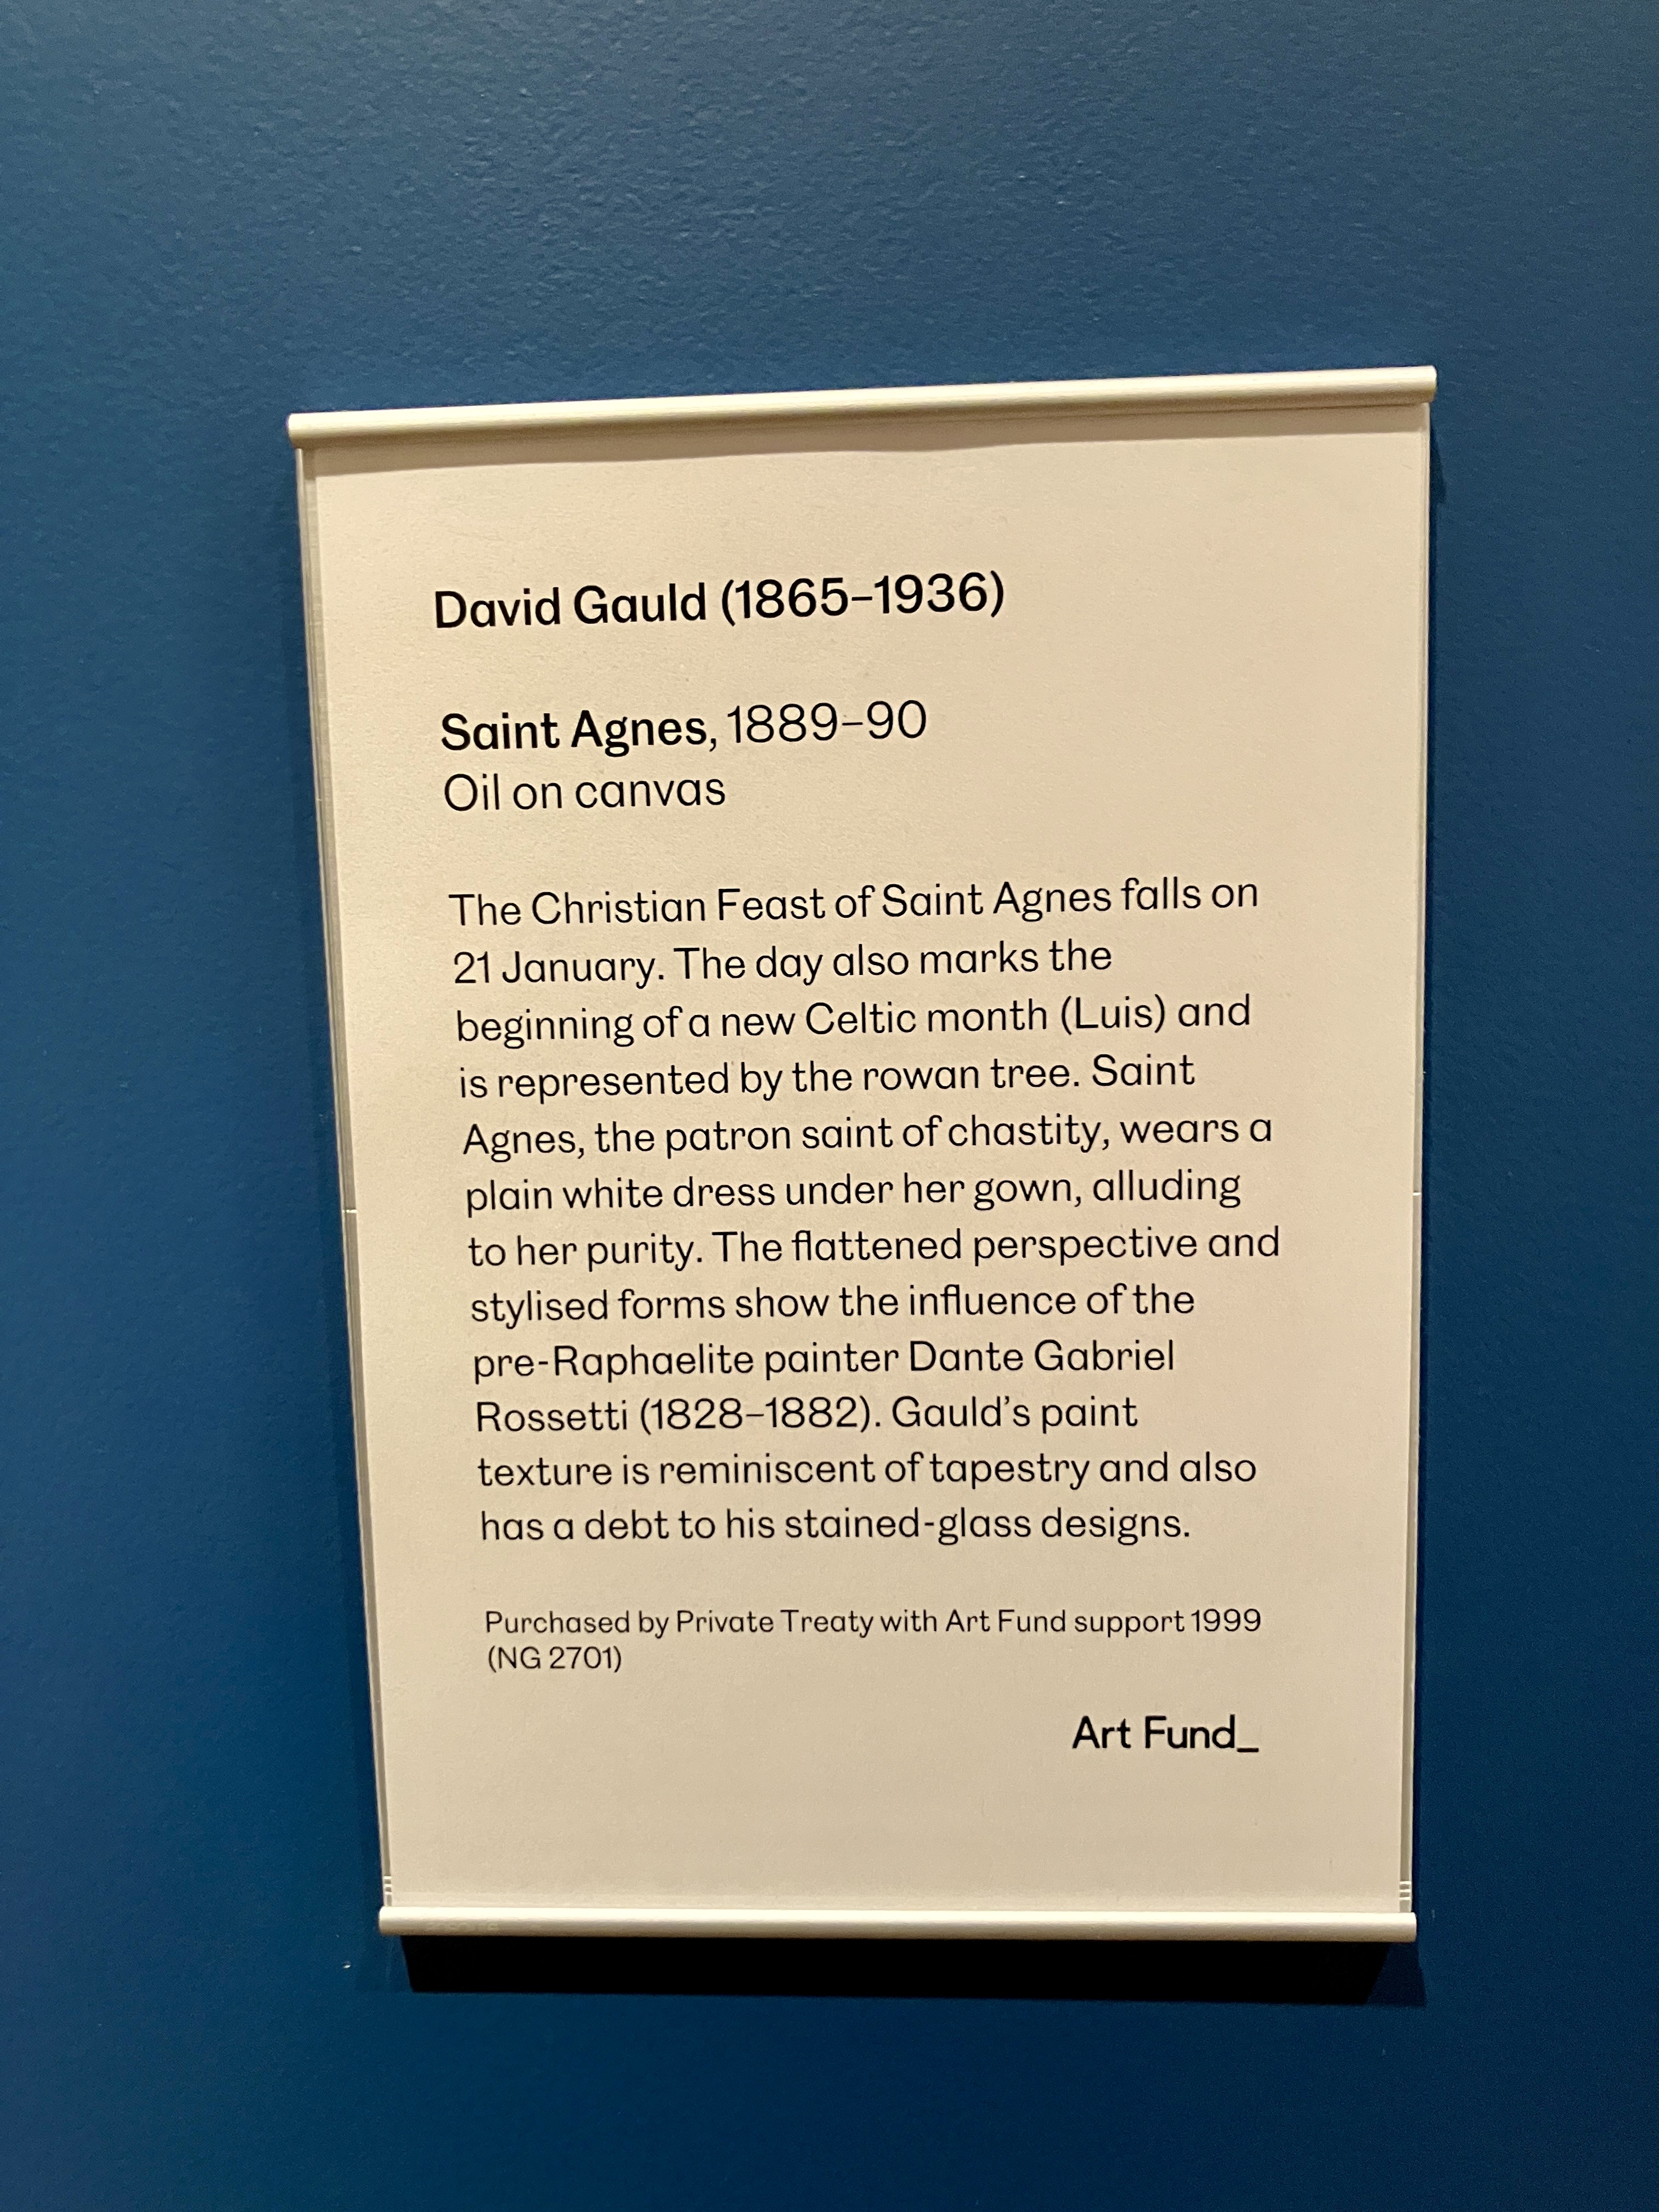 David Gauld (1865–1936)
Saint Agnes, 1889–90
Oil on canvas
The Christian Feast of Saint Agnes falls on
21 January. The day also marks the
beginning of a new Celtic month (Luis) and
is represented by the rowan tree. Saint
Agnes, the patron saint of chastity, wears a
plain white dress under her gown, alluding
to her purity. The flattened perspective and
stylised forms show the influence of the
pre-Raphaelite painter Dante Gabriel
Rossetti (1828–1882). Gauld’s paint
texture is reminiscent of tapestry and also
has a debt to his stained-glass designs.
Purchased by Private Treaty with Art Fund support 1999
(NG 2701)
Art Fund_